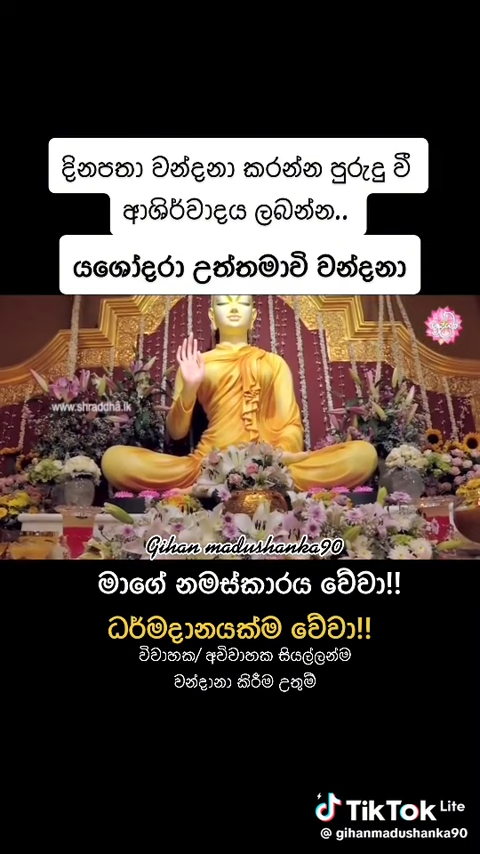 දිනපතා වන්දනා කරන්න පුරුදු වී
ආශිර්වාදය ලබන්න..
යශෝදරා උත්තමාවි වන්දනා
www.shraddha.lk
Gihan madushanka90
මාගේ නමස්කාරය වේවා!!
ධර්මදානයක්ම වේවා!!
විවාහක/ අවිවාහක සියල්ලන්ම
වන්දානා කිරීම උතුම්
TikTok Lite
@ gihanmadushanka90